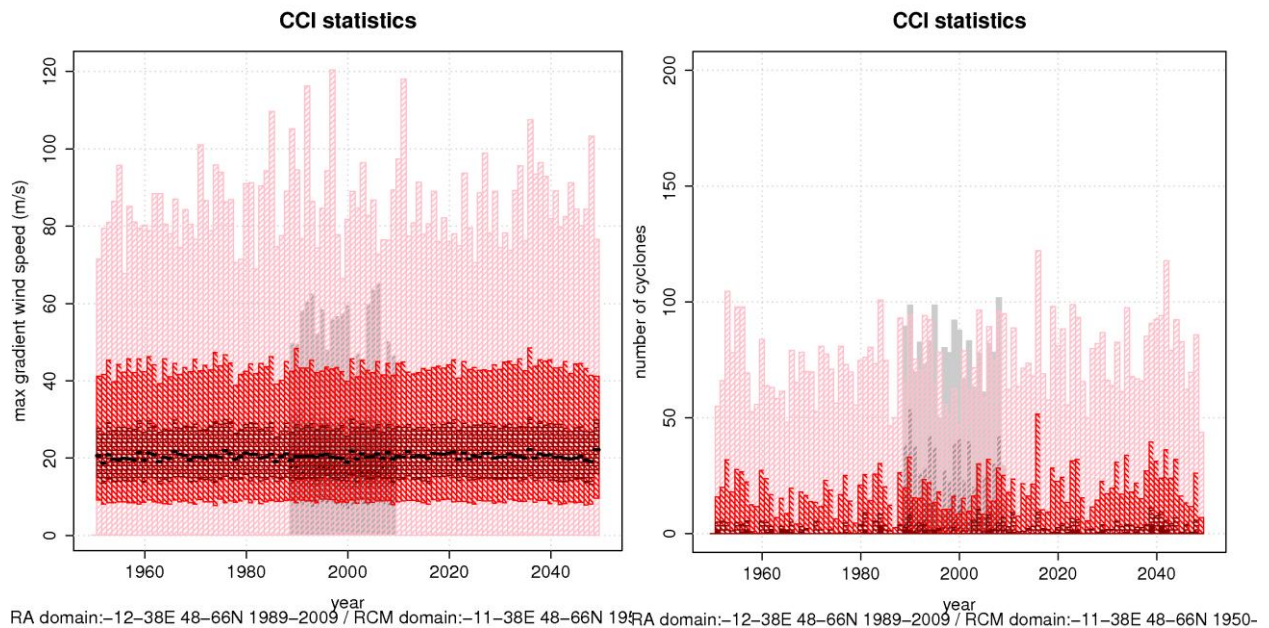 CCI statistics
max gradient wind speed (m/s)
120
100
80
60
40
20
0
1960 1980 2000 2020 2040
year
RA domain:−12−38E 48−66N 1989−2009 / RCM domain:−11−38E 48−66N 195
CCI statistics
number of cyclones
200
150
100
50
0
1960 1980 2000 2020 2040
year
RA domain:−12−38E 48−66N 1989−2009 / RCM domain:−11−38E 48−66N 1950−